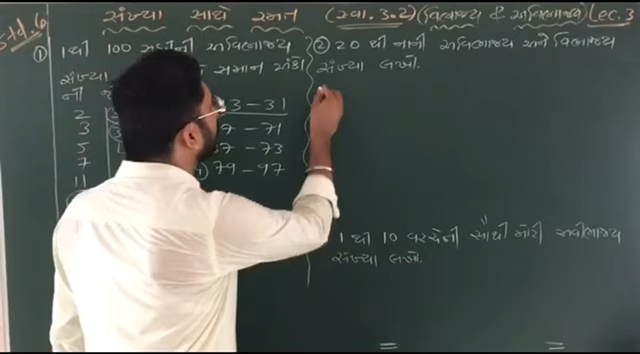 Std. 6
સંખ્યા સાથે રમત (સ્વા. 3.2) (વિભાજ્ય & અવિભાજ્ય) Lec. 3
① 1 થી 100 સુધીની અવિભાજ્ય
સંખ્યા સમાન અંકો
ની
2 3 - 31
3 7 - 71
5 37 - 73
7 79 - 97
11
② 20 થી નાની અવિભાજ્ય અને વિભાજ્ય
સંખ્યા લખો.
1 થી 10 વચ્ચેની સૌથી મોટી અવીભાજ્ય
સંખ્યા લખો.
= =